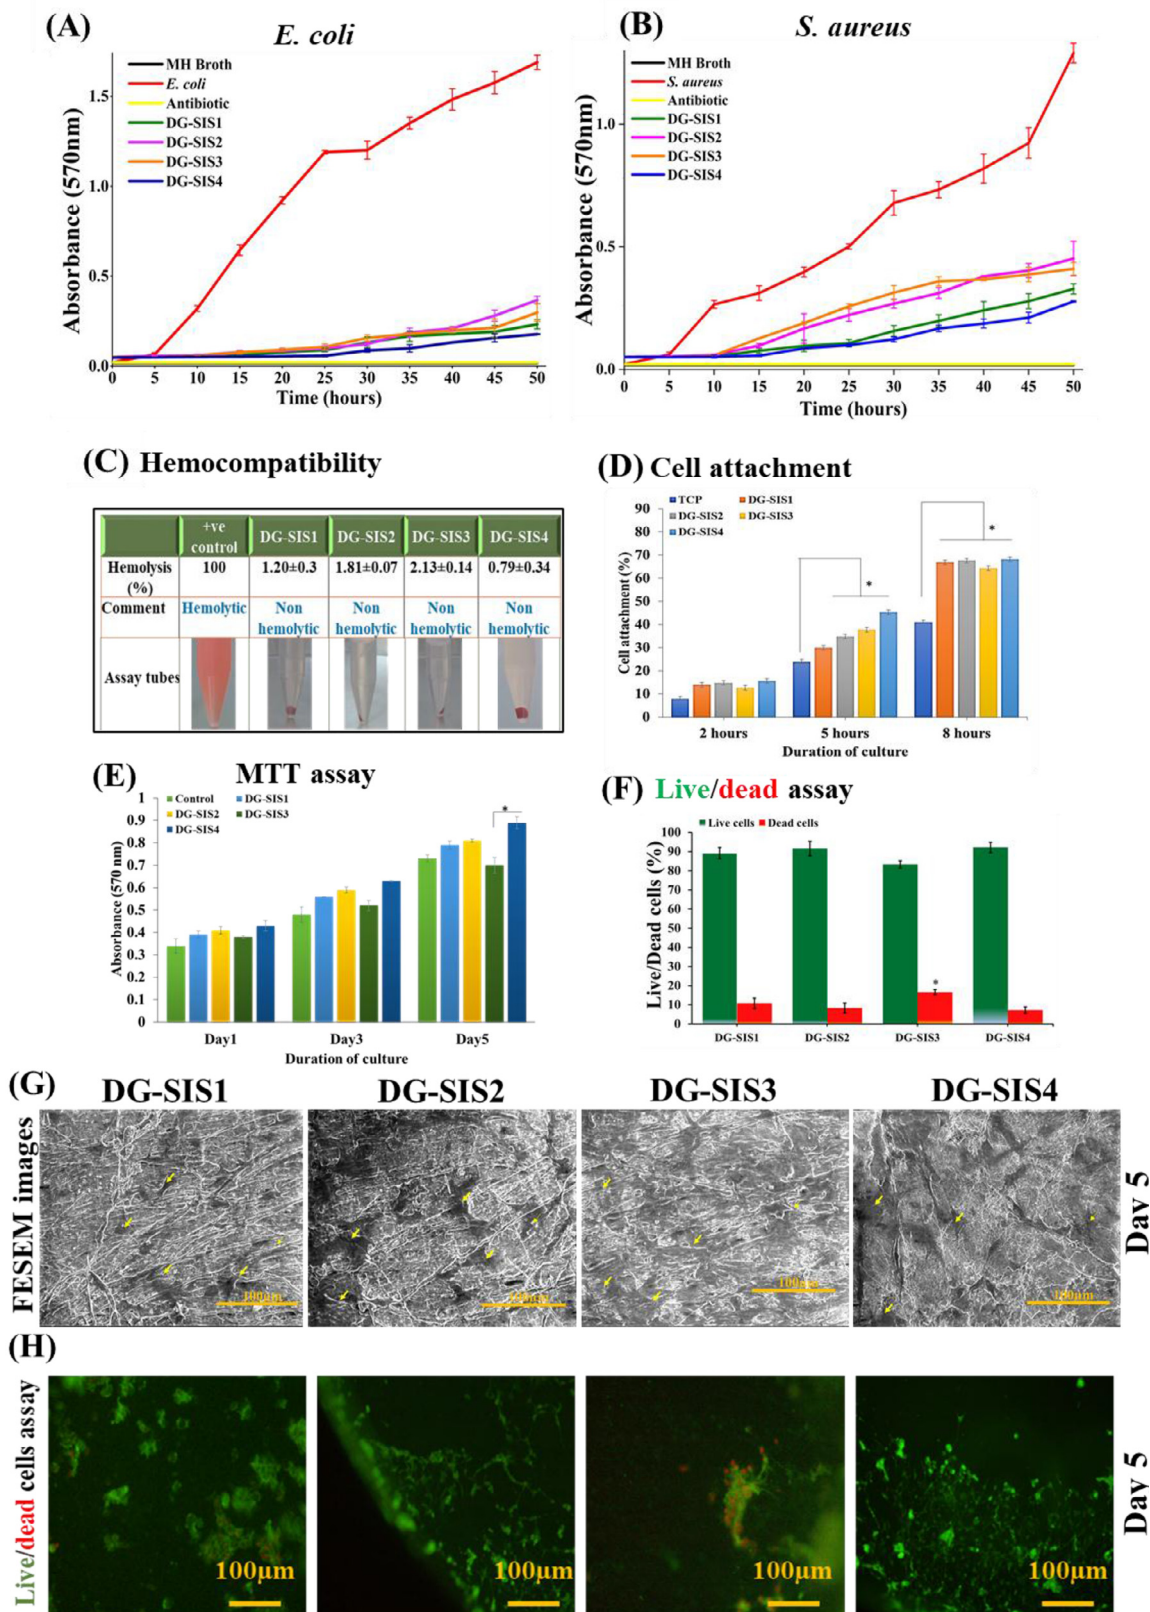 (A)
E. coli
Absorbance (570nm)
1.5
1.0
0.5
0.0
MH Broth
E. coli
Antibiotic
DG-SIS1
DG-SIS2
DG-SIS3
DG-SIS4
0 5 10 15 20 25 30 35 40 45 50
Time (hours)
(B)
S. aureus
Absorbance (570nm)
1.0
0.5
0.0
MH Broth
S. aureus
Antibiotic
DG-SIS1
DG-SIS2
DG-SIS3
DG-SIS4
0 5 10 15 20 25 30 35 40 45 50
Time (hours)
(C) Hemocompatibility
+ve control DG-SIS1 DG-SIS2 DG-SIS3 DG-SIS4
Hemolysis (%) 100 1.20±0.3 1.81±0.07 2.13±0.14 0.79±0.34
Comment Hemolytic Non hemolytic Non hemolytic Non hemolytic Non hemolytic
Assay tubes
(D) Cell attachment
TCP DG-SIS1
DG-SIS2 DG-SIS3
DG-SIS4
Cell attachment (%)
90
80
70
60
50
40
30
20
10
0
*
*
2 hours 5 hours 8 hours
Duration of culture
(E) MTT assay
Control DG-SIS1
DG-SIS2 DG-SIS3
DG-SIS4
Absorbance (570 nm)
1
0.9
0.8
0.7
0.6
0.5
0.4
0.3
0.2
0.1
0
*
Day1 Day3 Day5
Duration of culture
(F) Live/dead assay
Live cells Dead cells
Live/Dead cells (%)
100
90
80
70
60
50
40
30
20
10
0
*
DG-SIS1 DG-SIS2 DG-SIS3 DG-SIS4
(G)
DG-SIS1 DG-SIS2 DG-SIS3 DG-SIS4
FESEM images
100µm 100µm 100µm 100µm
Day 5
(H)
Live/dead cells assay
100µm 100µm 100µm 100µm
Day 5